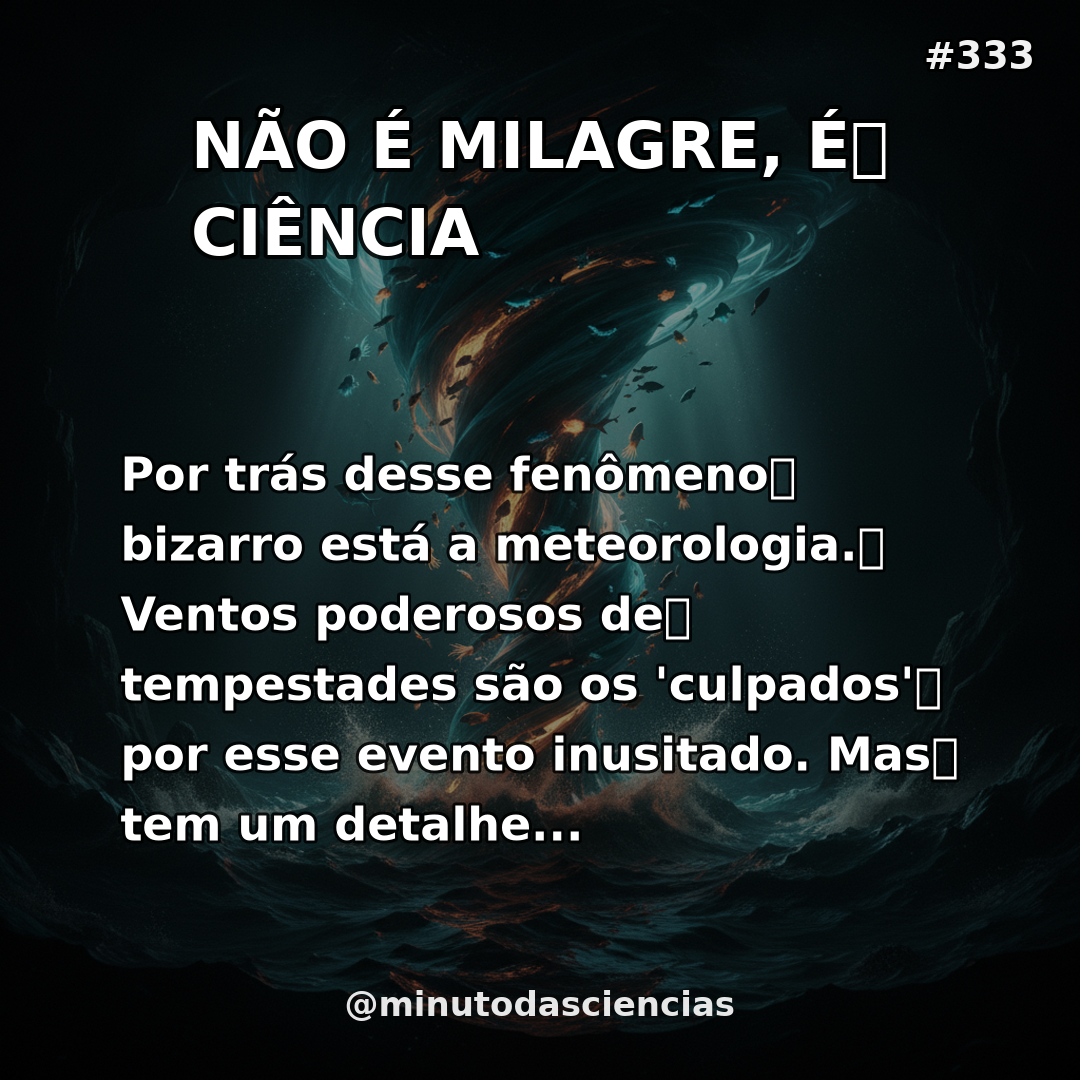 #333
NÃO É MILAGRE, É▯
CIÊNCIA
Por trás desse fenômeno▯
bizarro está a meteorologia.▯
Ventos poderosos de▯
tempestades são os 'culpados'▯
por esse evento inusitado. Mas▯
tem um detalhe...
@minutodasciencias